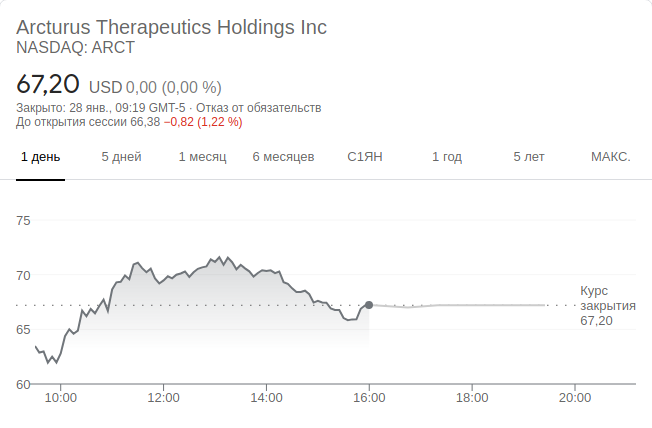 Arcturus Therapeutics Holdings Inc
NASDAQ: ARCT
67,20 USD 0,00 (0,00 %)
Закрыто: 28 янв., 09:19 GMT-5 · Отказ от обязательств
До открытия сессии 66,38 −0,82 (1,22 %)
1 день 5 дней 1 месяц 6 месяцев С1ЯН 1 год 5 лет МАКС.
75
70
Курс
закрытия
67,20
65
60
10:00 12:00 14:00 16:00 18:00 20:00